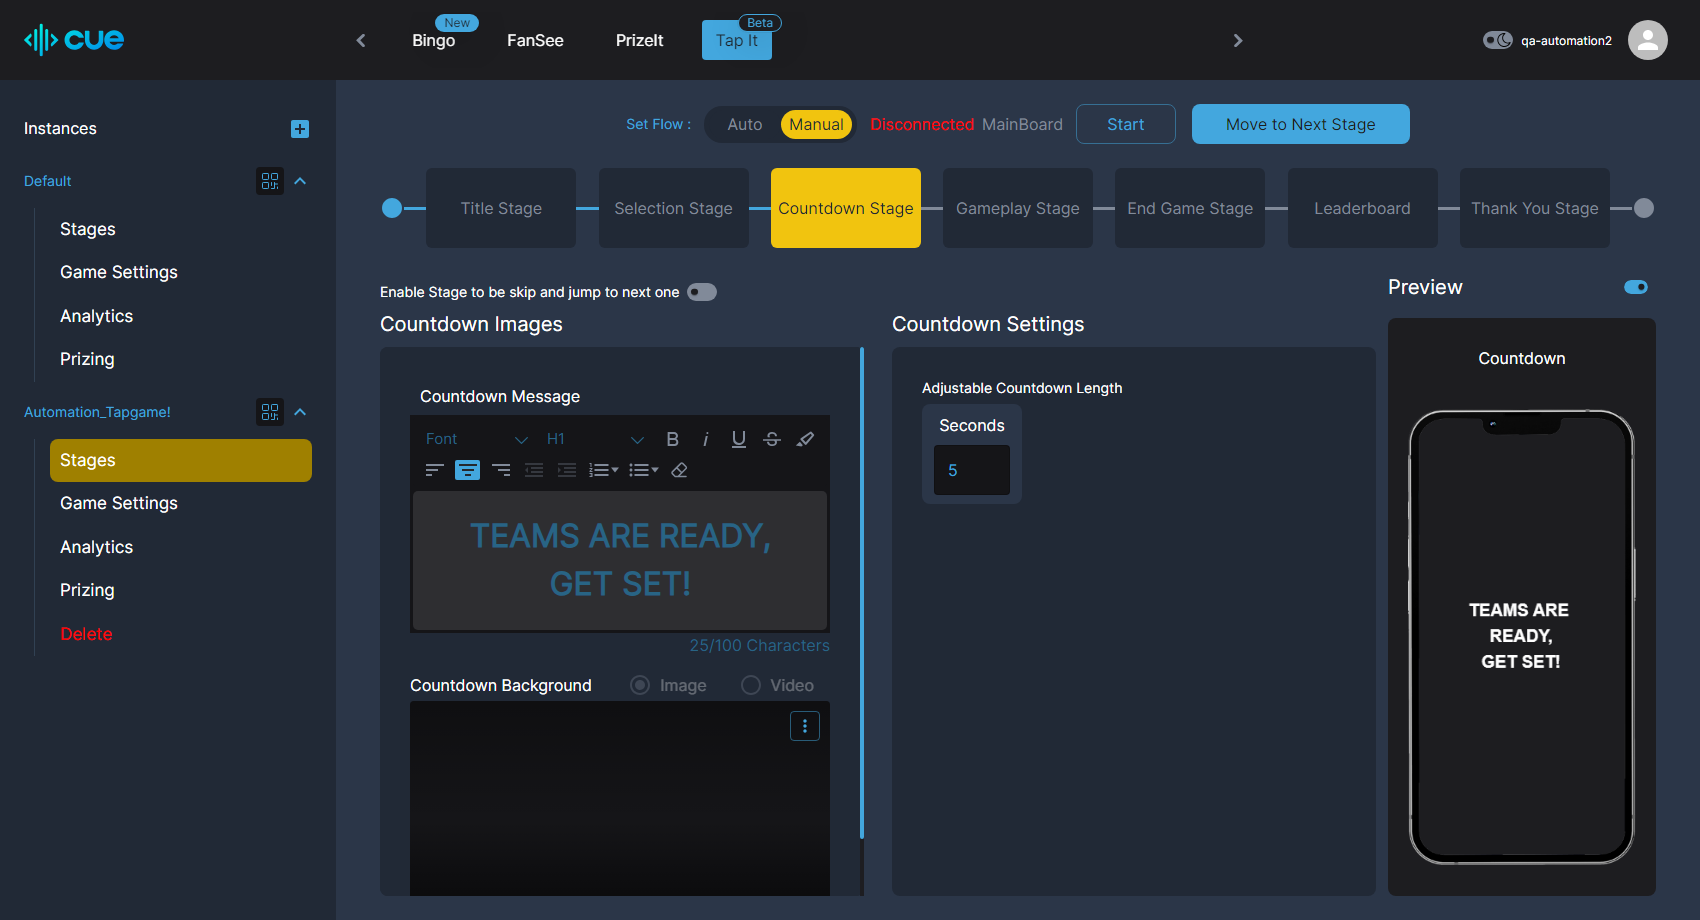 cue
Bingo
New
FanSee
PrizeIt
Tap It
Beta
qa-automation2
Instances
Default
Stages
Game Settings
Analytics
Prizing
Automation_Tapgame!
Stages
Game Settings
Analytics
Prizing
Delete
Set Flow :
Auto
Manual
Disconnected MainBoard
Start
Move to Next Stage
Title Stage
Selection Stage
Countdown Stage
Gameplay Stage
End Game Stage
Leaderboard
Thank You Stage
Enable Stage to be skip and jump to next one
Countdown Images
Countdown Message
Font
H1
B
i
U
S
TEAMS ARE READY,
GET SET!
25/100 Characters
Countdown Background
Image
Video
Countdown Settings
Adjustable Countdown Length
Seconds
5
Preview
Countdown
TEAMS ARE
READY,
GET SET!